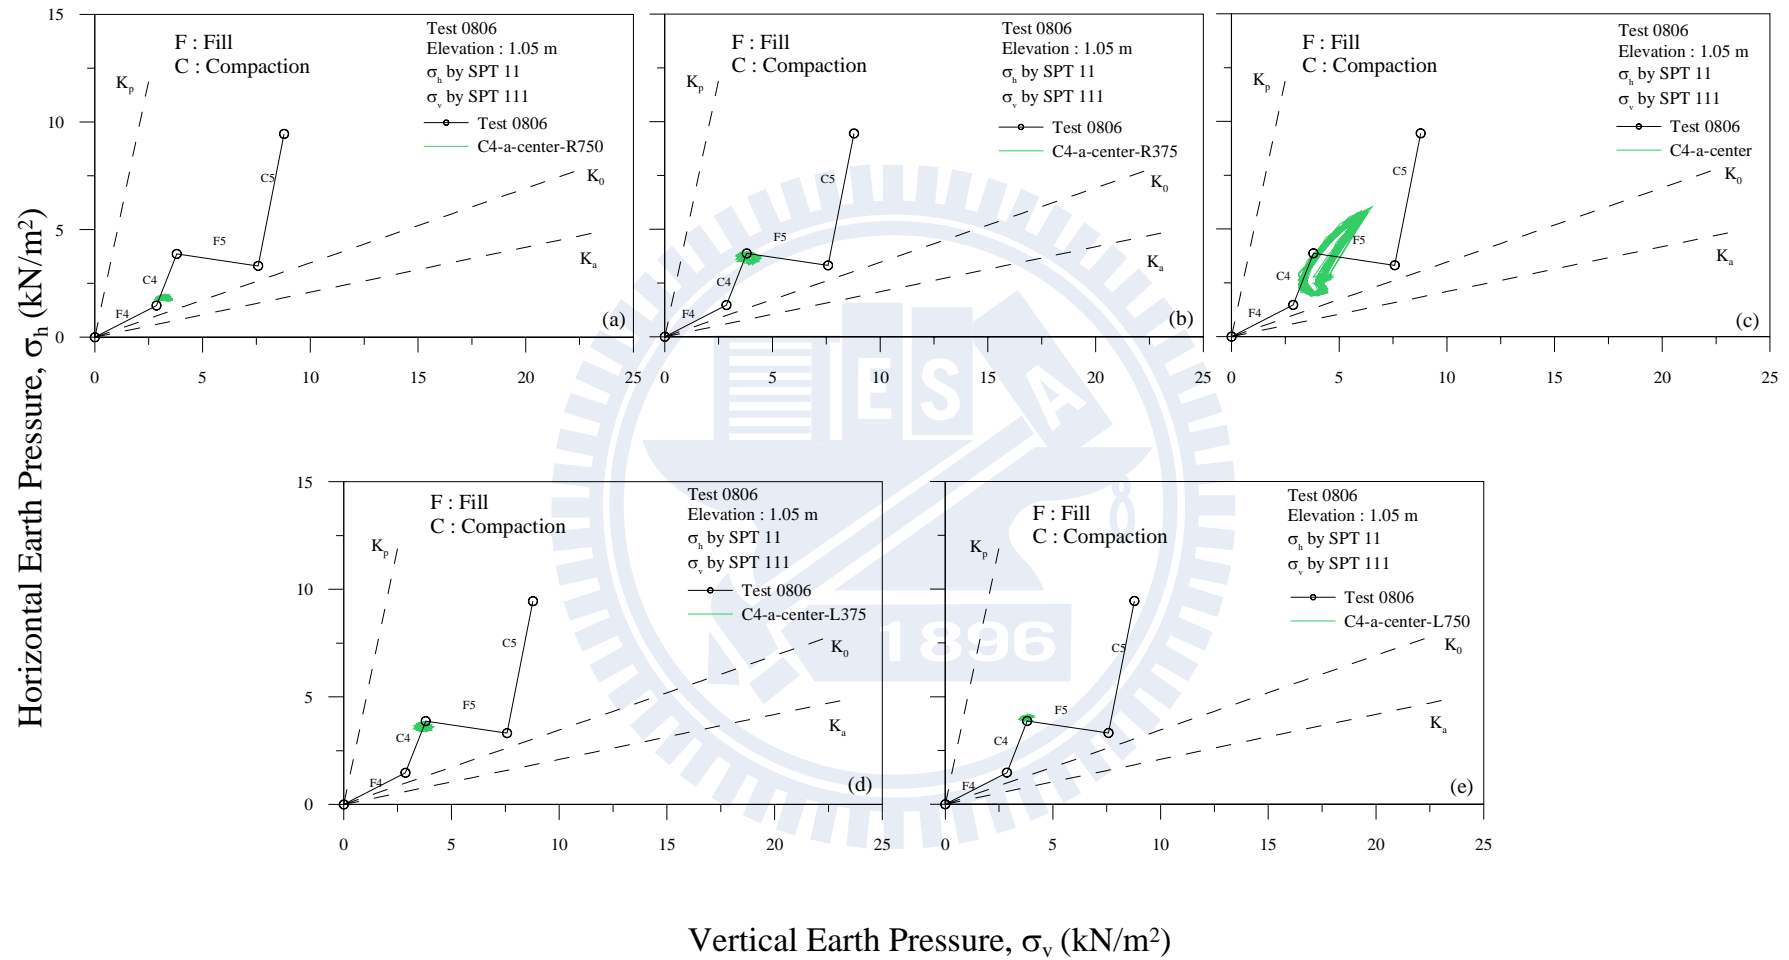 Horizontal Earth Pressure, σh (kN/m²)
15
10
5
0
F : Fill
C : Compaction
Test 0806
Elevation : 1.05 m
σh by SPT 11
σv by SPT 111
Test 0806
C4-a-center-R750
Kp
K0
Ka
C5
F5
C4
F4
(a)
0 5 10 15 20 25
F : Fill
C : Compaction
Test 0806
Elevation : 1.05 m
σh by SPT 11
σv by SPT 111
Test 0806
C4-a-center-R375
Kp
K0
Ka
C5
F5
C4
F4
(b)
0 5 10 15 20 25
F : Fill
C : Compaction
Test 0806
Elevation : 1.05 m
σh by SPT 11
σv by SPT 111
Test 0806
C4-a-center
Kp
K0
Ka
C5
F5
C4
F4
(c)
0 5 10 15 20 25
15
10
5
0
F : Fill
C : Compaction
Test 0806
Elevation : 1.05 m
σh by SPT 11
σv by SPT 111
Test 0806
C4-a-center-L375
Kp
K0
Ka
C5
F5
C4
F4
(d)
0 5 10 15 20 25
F : Fill
C : Compaction
Test 0806
Elevation : 1.05 m
σh by SPT 11
σv by SPT 111
Test 0806
C4-a-center-L750
Kp
K0
Ka
C5
F5
C4
F4
(e)
0 5 10 15 20 25
ESA
1896
Vertical Earth Pressure, σv (kN/m²)